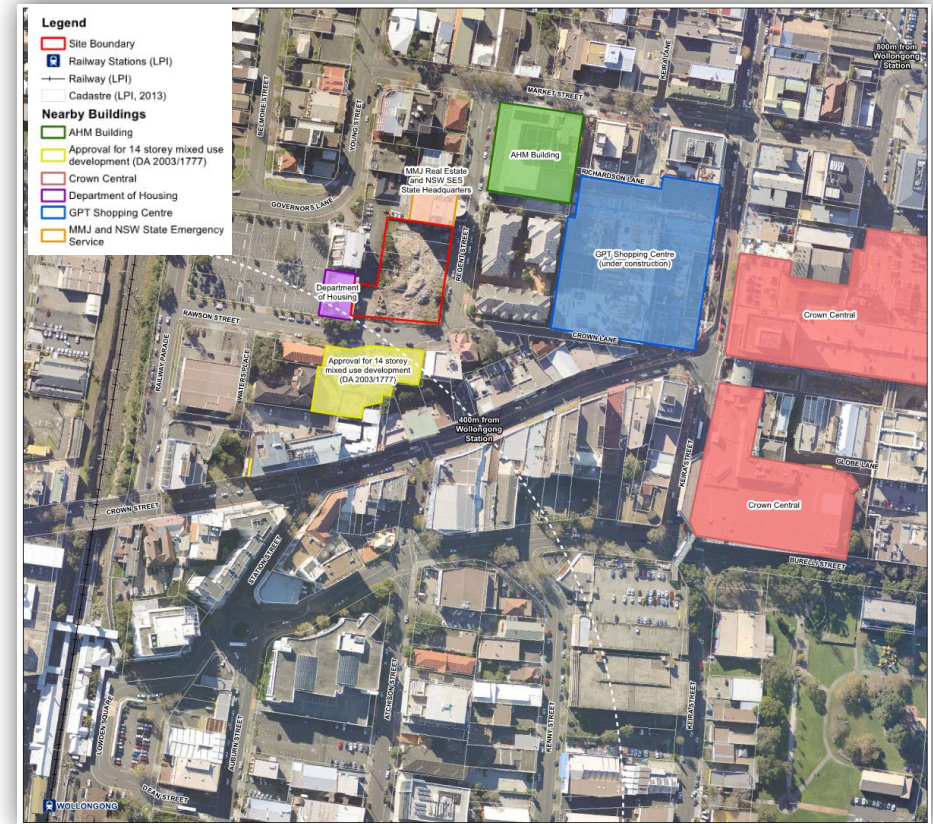 Legend
Site Boundary
Railway Stations (LPI)
Railway (LPI)
Cadastre (LPI, 2013)
Nearby Buildings
AHM Building
Approval for 14 storey mixed use
development (DA 2003/1777)
Crown Central
Department of Housing
GPT Shopping Centre
MMJ and NSW State Emergency
Service
800m from
Wollongong
Station
KEIRA LANE
BELMORE STREET
YOUNG STREET
MARKET STREET
AHM Building
RICHARDSON LANE
MMJ Real Estate
and NSW SES
State Headquarters
GOVERNORS LANE
REGENT STREET
GPT Shopping Centre
(under construction)
Department
of Housing
RAWSON STREET
CROWN LANE
Crown Central
RAILWAY PARADE
WATERS PLACE
Approval for 14 storey
mixed use development
(DA 2003/1777)
400m from
Wollongong
Station
KEIRA STREET
GLOBE LANE
CROWN STREET
Crown Central
STATION STREET
BURELLI STREET
LOWDEN SQUARE
AUBURN STREET
ATCHISON STREET
KENNY STREET
KEIRA STREET
DEAN STREET
WOLLONGONG